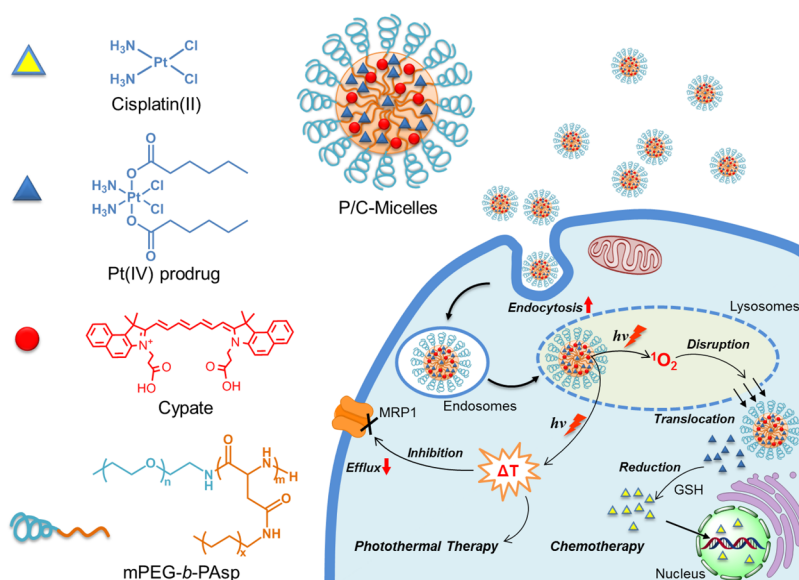 H₃N
Cl
Pt
H₃N
Cl
Cisplatin(II)
O
O
H₃N
Cl
Pt
H₃N
Cl
O
O
Pt(IV) prodrug
N⁺
N
O
HO
O
OH
Cypate
O
n
H
N
O
H
N
H
m
O
NH
x
mPEG-b-PAsp
P/C-Micelles
Endocytosis
Lysosomes
hν
¹O₂
Disruption
Endosomes
Translocation
MRP1
hν
Inhibition
Efflux
ΔT
Reduction
GSH
Photothermal Therapy
Chemotherapy
Nucleus